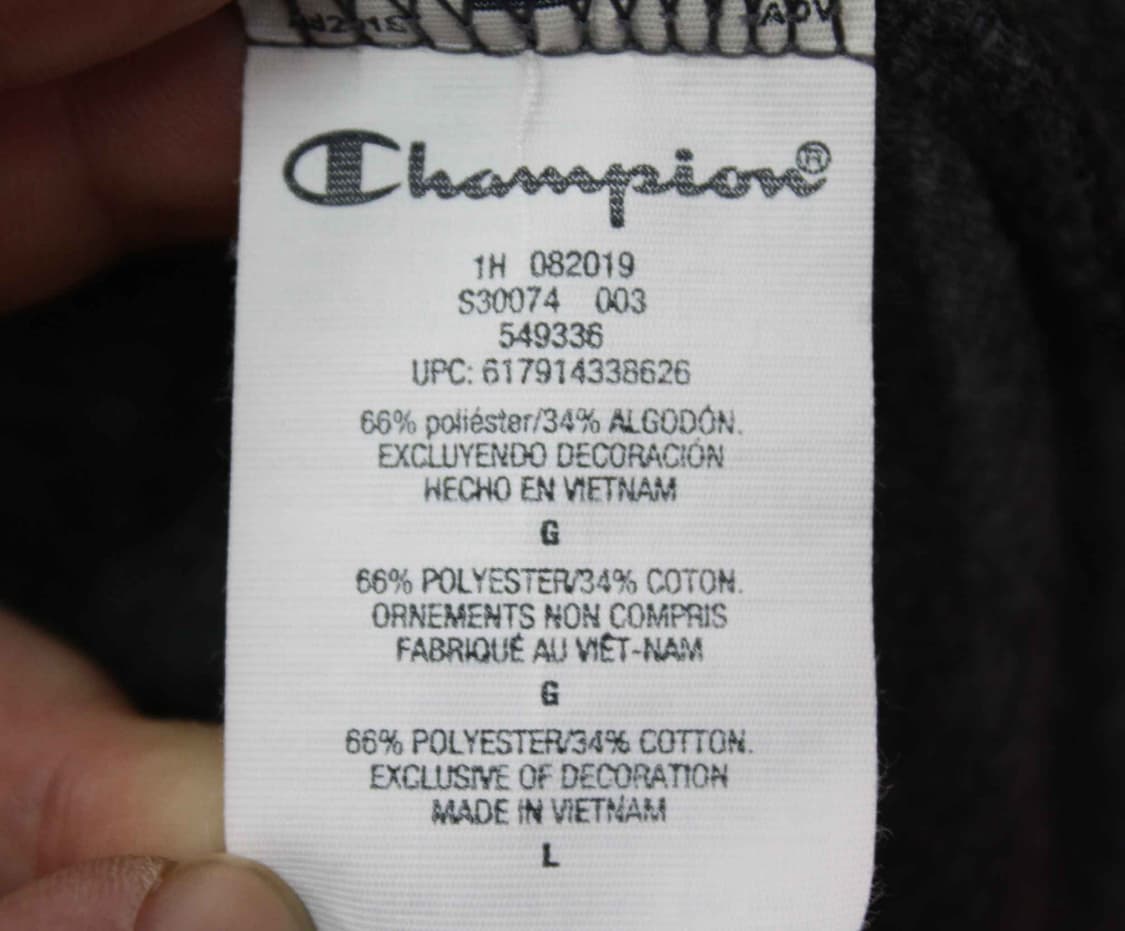 Champion®
1H 082019
S30074 003
549336
UPC: 617914338626
66% poliéster/34% ALGODÓN.
EXCLUYENDO DECORACIÓN
HECHO EN VIETNAM
G
66% POLYESTER/34% COTON.
ORNEMENTS NON COMPRIS
FABRIQUÉ AU VIÊT-NAM
G
66% POLYESTER/34% COTTON.
EXCLUSIVE OF DECORATION
MADE IN VIETNAM
L